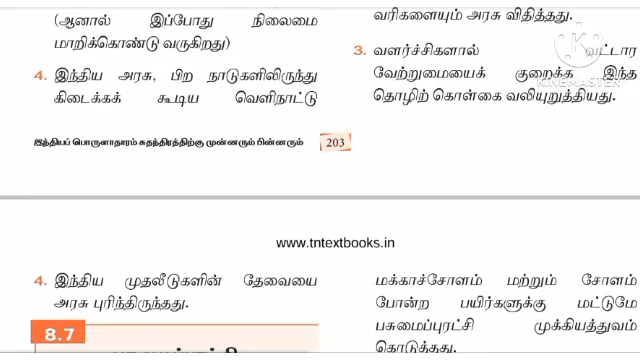 (ஆனால் இப்போது நிலைமை
மாறிக்கொண்டு வருகிறது)
4. இந்திய அரசு, பிற நாடுகளிலிருந்து
கிடைக்கக் கூடிய வெளிநாட்டு
வரிகளையும் அரசு விதித்தது.
3. வளர்ச்சிகளால் வட்டார
வேற்றுமையைக் குறைக்க இந்த
தொழிற் கொள்கை வலியுறுத்தியது.
KINEMASTER
இந்தியப் பொருளாதாரம் சுதந்திரத்திற்கு முன்னரும் பின்னரும் 203
www.tntextbooks.in
4. இந்திய முதலீடுகளின் தேவையை
அரசு புரிந்திருந்தது.
8.7
மக்காச்சோளம் மற்றும் சோளம்
போன்ற பயிர்களுக்கு மட்டுமே
பசுமைப்புரட்சி முக்கியத்துவம்
கொடுத்தது.